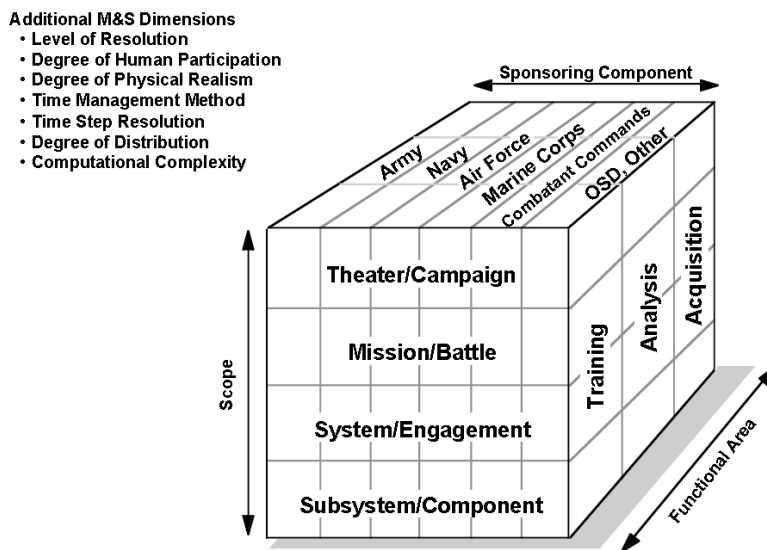 Additional M&S Dimensions
• Level of Resolution
• Degree of Human Participation
• Degree of Physical Realism
• Time Management Method
• Time Step Resolution
• Degree of Distribution
• Computational Complexity
Sponsoring Component
Army
Navy
Air Force
Marine Corps
Combatant Commands
OSD, Other
Scope
Theater/Campaign
Mission/Battle
System/Engagement
Subsystem/Component
Training
Analysis
Acquisition
Functional Area